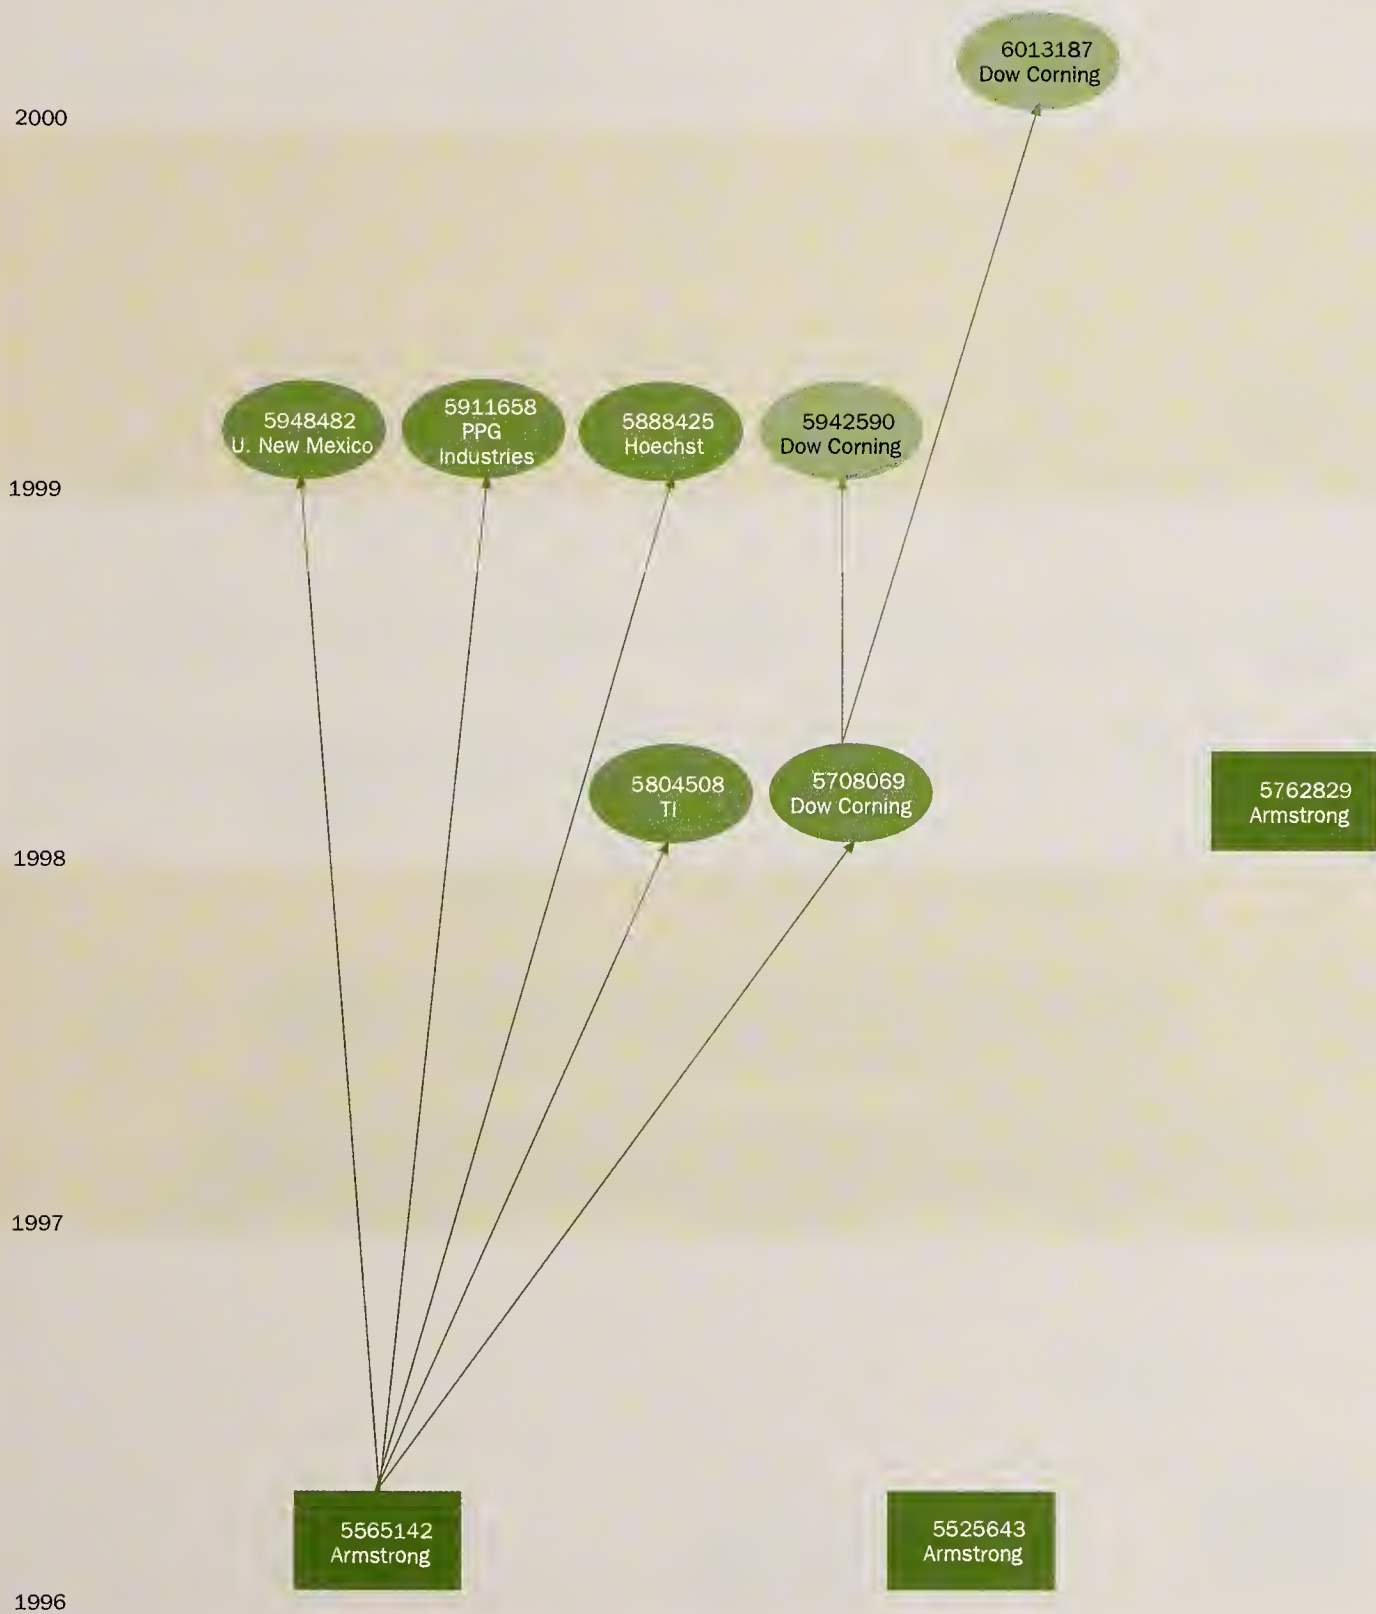 6013187
Dow Corning
2000
5948482
U. New Mexico
5911658
PPG
Industries
5888425
Hoechst
5942590
Dow Corning
1999
5804508
TI
5708069
Dow Corning
5762829
Armstrong
1998
1997
5565142
Armstrong
5525643
Armstrong
1996